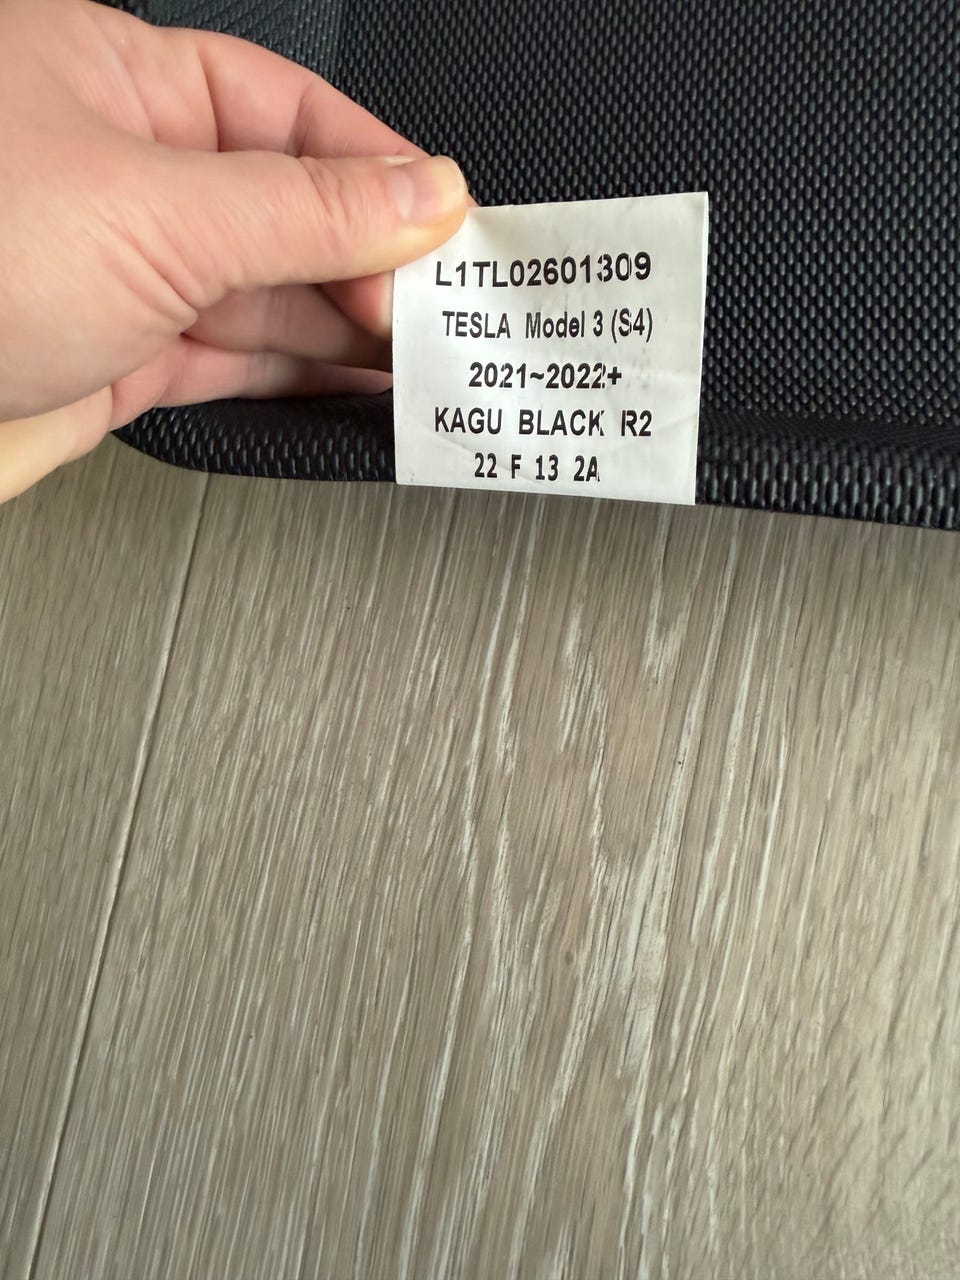 L1TL02601309
TESLA Model 3 (S4)
2021~2022+
KAGU BLACK R2
22 F 13 2A